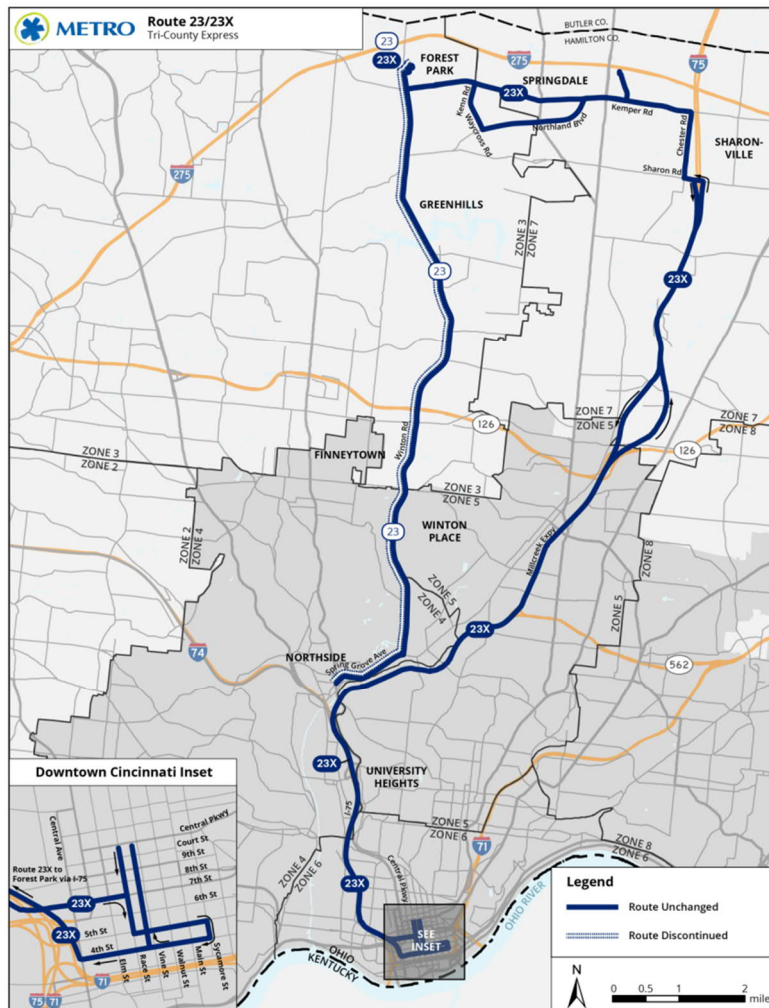 METRO
Route 23/23X
Tri-County Express
BUTLER CO.
HAMILTON CO.
23
23X
FOREST
PARK
275
SPRINGDALE
75
23X
Kenn Rd
Kemper Rd
Northland Blvd
Waycross Rd
Chester Rd
SHARON-
VILLE
Sharon Rd
275
GREENHILLS
ZONE 3
ZONE 7
23
23X
126
ZONE 7
ZONE 5
ZONE 7
ZONE 8
126
Winton Rd
FINNEYTOWN
ZONE 3
ZONE 2
ZONE 3
ZONE 5
WINTON
PLACE
23
ZONE 2
ZONE 4
Millcreek Expy
ZONE 8
ZONE 5
ZONE 5
ZONE 4
23X
74
NORTHSIDE
Spring Grove Ave
562
23X
UNIVERSITY
HEIGHTS
I-75
ZONE 5
ZONE 6
71
ZONE 8
ZONE 6
ZONE 4
ZONE 6
Central Pkwy
23X
SEE
INSET
OHIO RIVER
OHIO
KENTUCKY
Downtown Cincinnati Inset
Central Ave
Central Pkwy
Court St
9th St
8th St
7th St
6th St
Route 23X to
Forest Park via I-75
23X
23X
5th St
4th St
Elm St
Race St
Vine St
Walnut St
Main St
Sycamore St
71
75
71
Legend
Route Unchanged
Route Discontinued
N
0
0.5
1
2
mile